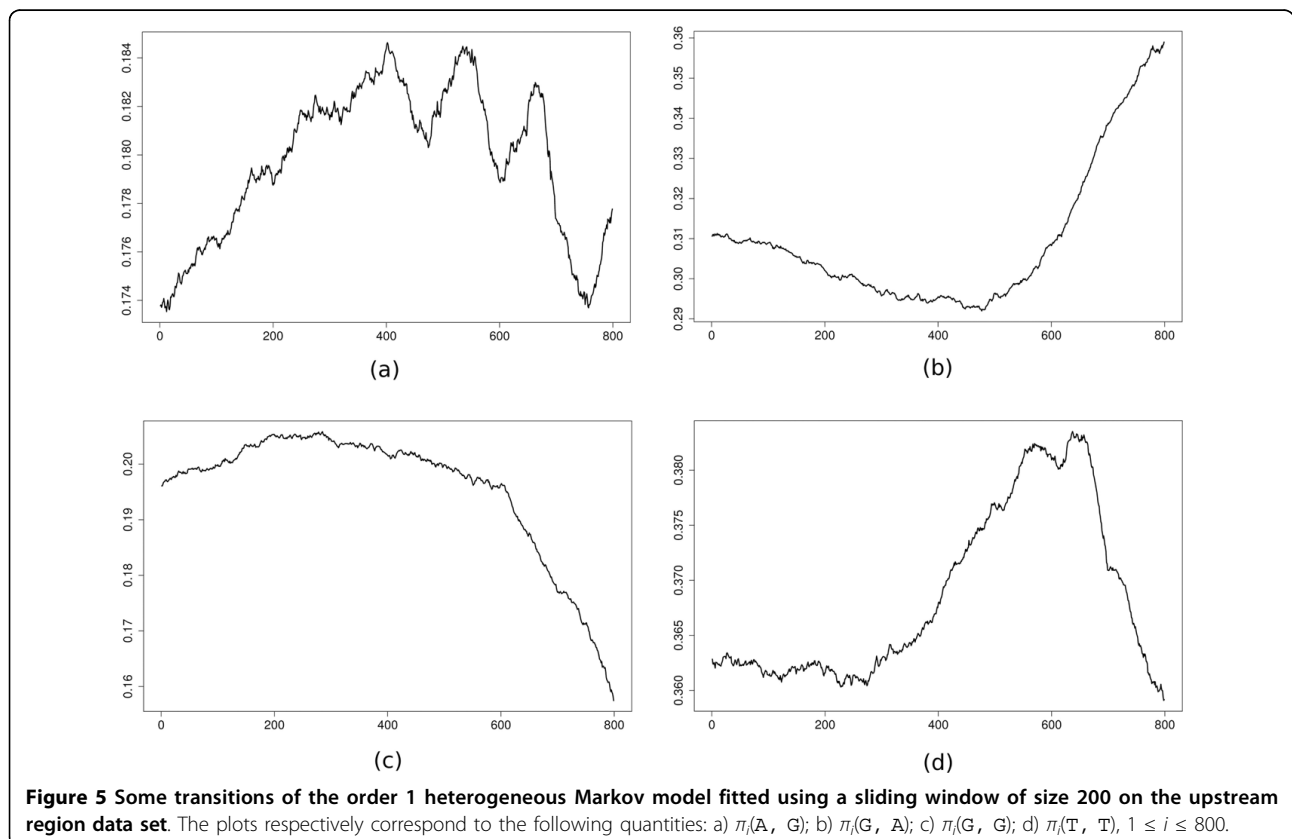 0.184
0.182
0.180
0.178
0.176
0.174
0 200 400 600 800
(a)
0.36
0.35
0.34
0.33
0.32
0.31
0.30
0.29
0 200 400 600 800
(b)
0.20
0.19
0.18
0.17
0.16
0 200 400 600 800
(c)
0.380
0.375
0.370
0.365
0.360
0 200 400 600 800
(d)
Figure 5 Some transitions of the order 1 heterogeneous Markov model fitted using a sliding window of size 200 on the upstream
region data set. The plots respectively correspond to the following quantities: a) πi(A, G); b) πi(G, A); c) πi(G, G); d) πi(T, T), 1 ≤ i ≤ 800.